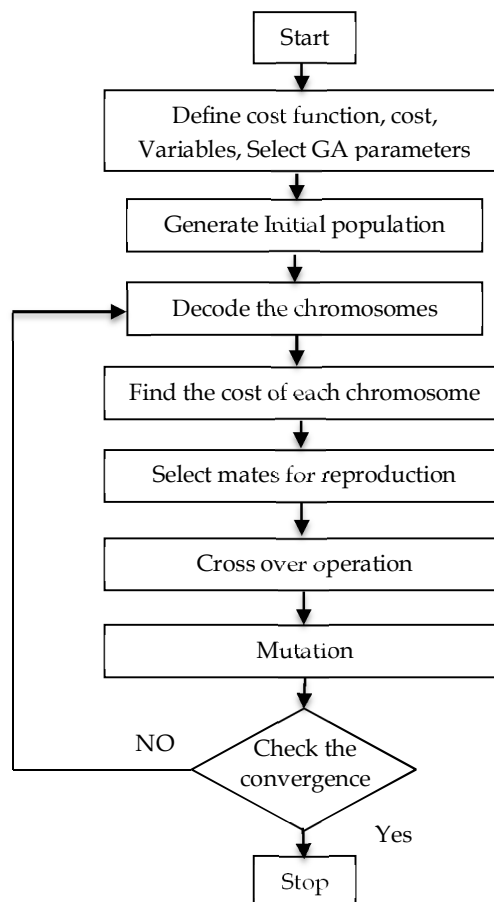 Start
Define cost function, cost,
Variables, Select GA parameters
Generate Initial population
Decode the chromosomes
Find the cost of each chromosome
Select mates for reproduction
Cross over operation
Mutation
NO
Check the
convergence
Yes
Stop